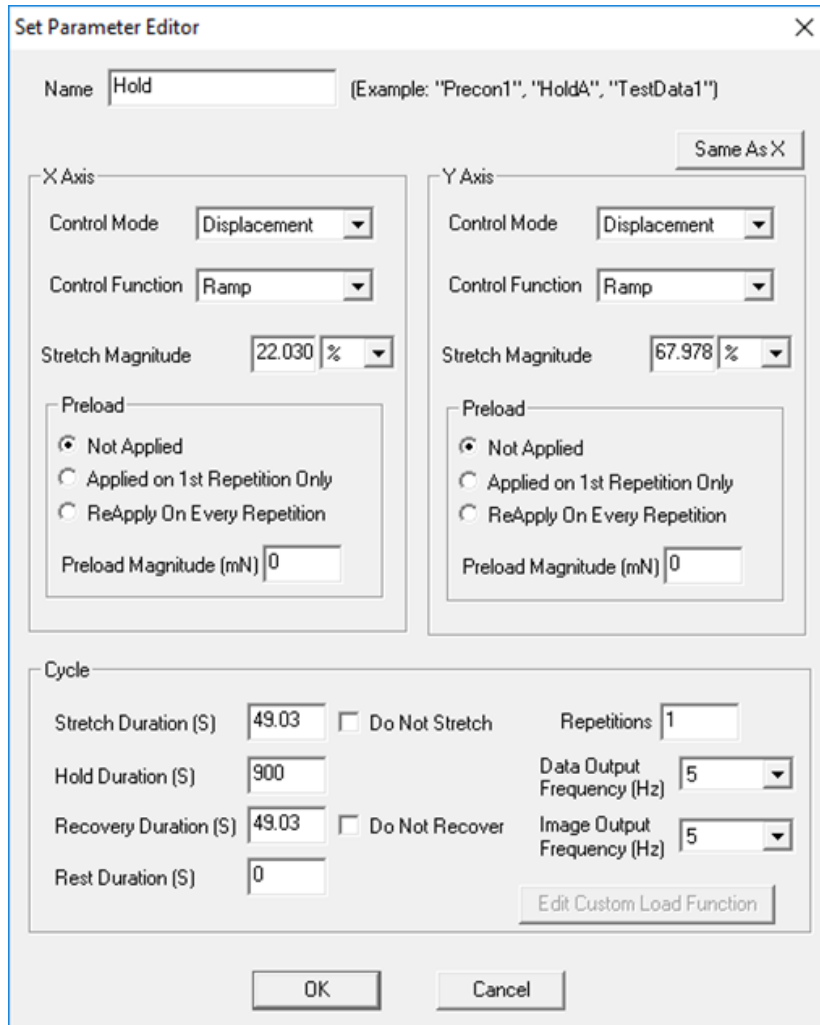 Set Parameter Editor
Name Hold (Example: "Precon1", "HoldA", "TestData1")
Same As X
X Axis
Control Mode Displacement
Control Function Ramp
Stretch Magnitude 22.030 %
Preload
Not Applied
Applied on 1st Repetition Only
ReApply On Every Repetition
Preload Magnitude (mN) 0
Y Axis
Control Mode Displacement
Control Function Ramp
Stretch Magnitude 67.978 %
Preload
Not Applied
Applied on 1st Repetition Only
ReApply On Every Repetition
Preload Magnitude (mN) 0
Cycle
Stretch Duration (S) 49.03 Do Not Stretch
Hold Duration (S) 900
Recovery Duration (S) 49.03 Do Not Recover
Rest Duration (S) 0
Repetitions 1
Data Output
Frequency (Hz) 5
Image Output
Frequency (Hz) 5
Edit Custom Load Function
OK Cancel